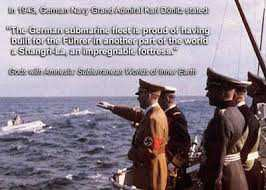 In 1943, German Navy Grand Admiral Karl Dönitz stated:
"The German submarine fleet is proud of having
built for the Führer in another part of the world
a Shangri-La, an impregnable fortress."
Gods with Amnesia: Subterranean Worlds of Inner Earth